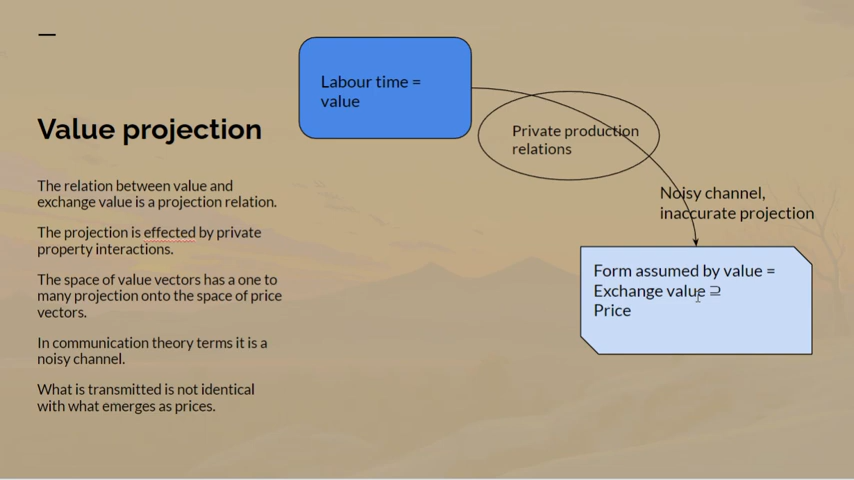 Value projection
The relation between value and
exchange value is a projection relation.
The projection is effected by private
property interactions.
The space of value vectors has a one to
many projection onto the space of price
vectors.
In communication theory terms it is a
noisy channel.
What is transmitted is not identical
with what emerges as prices.
Labour time =
value
Private production
relations
Noisy channel,
inaccurate projection
Form assumed by value =
Exchange value ⊇
Price